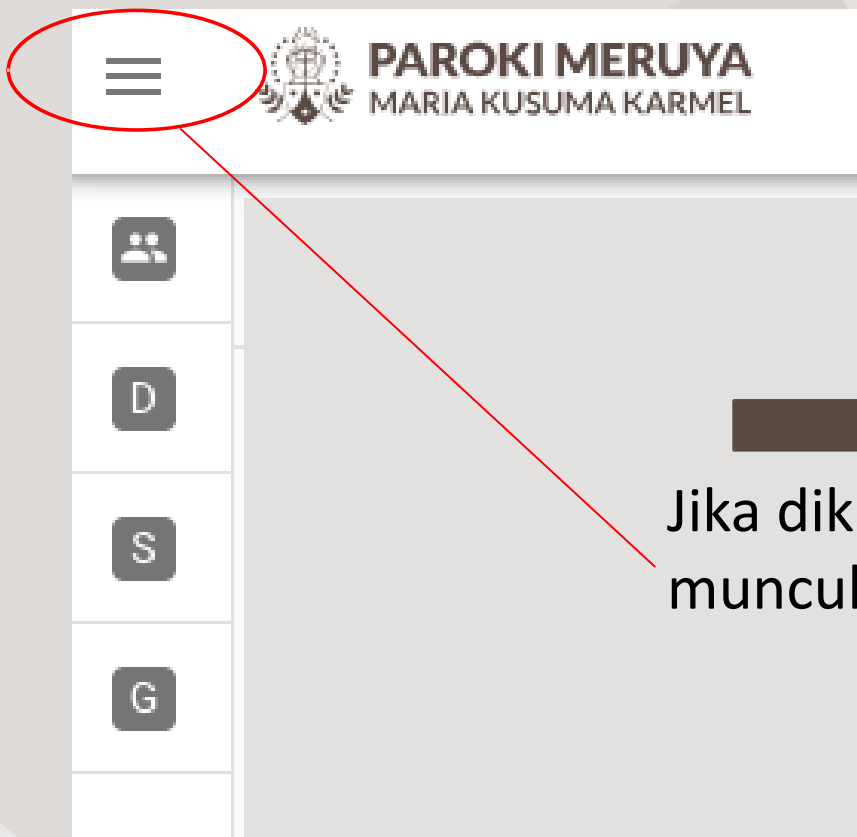 PAROKI MERUYA
MARIA KUSUMA KARMEL
D
S
G
Jika dik
muncul